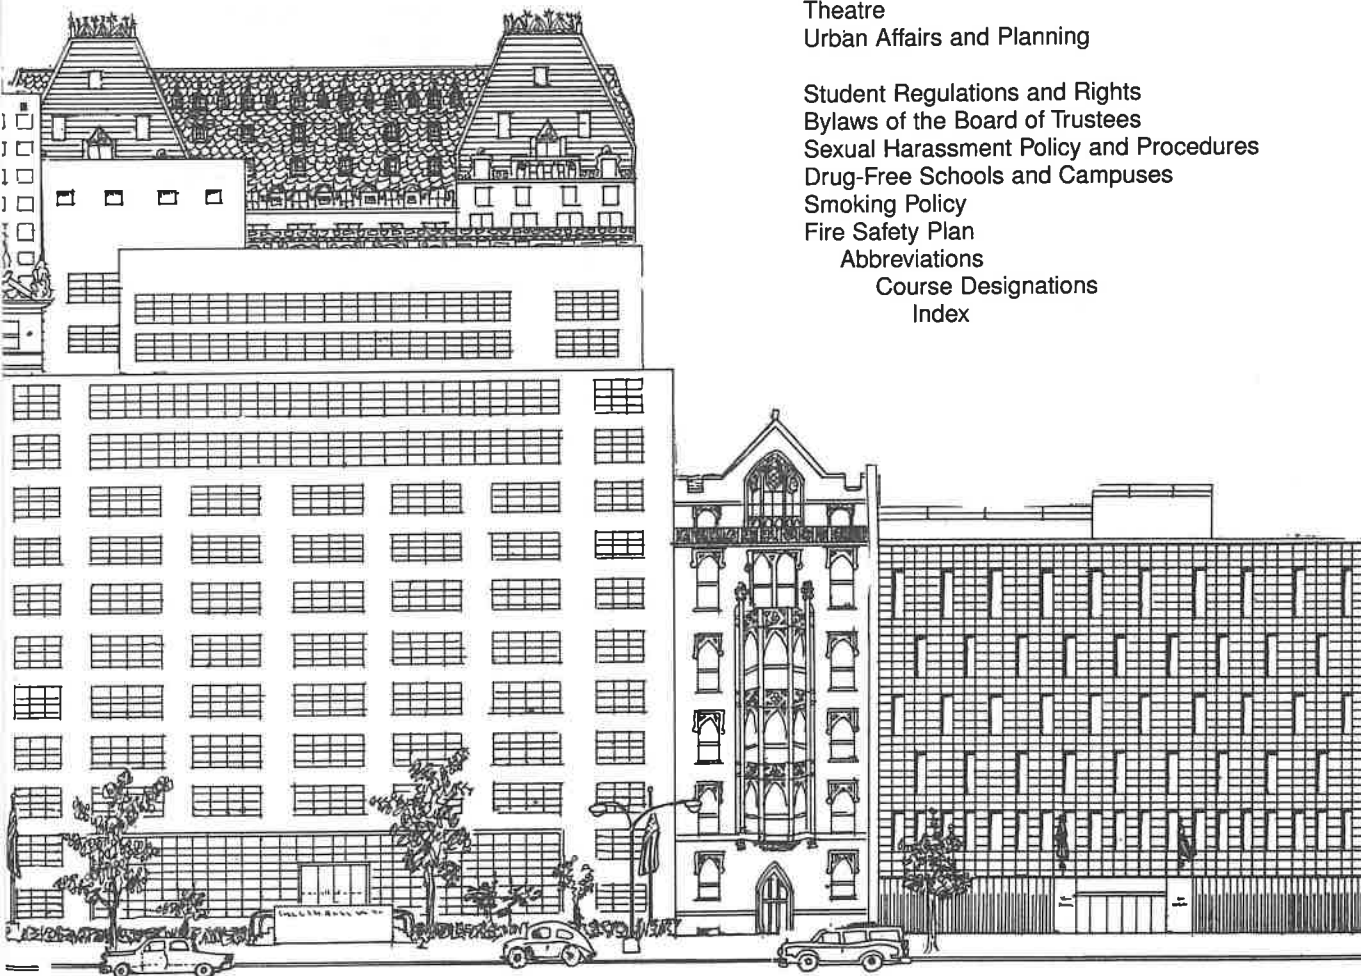 Theatre
Urban Affairs and Planning
Student Regulations and Rights
Bylaws of the Board of Trustees
Sexual Harassment Policy and Procedures
Drug-Free Schools and Campuses
Smoking Policy
Fire Safety Plan
Abbreviations
Course Designations
Index